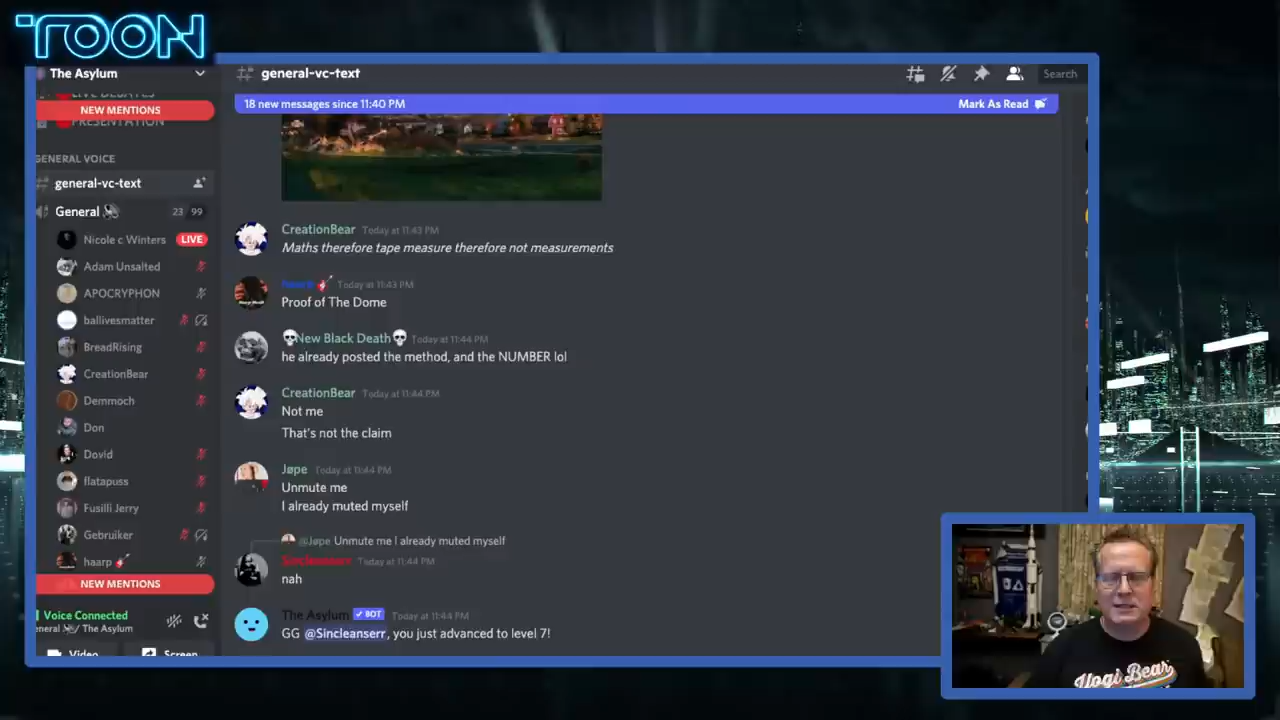 TOON
The Asylum
general-vc-text
Search
18 new messages since 11:40 PM
Mark As Read
LIVE DEBATES
NEW MENTIONS
PRESENTATION
GENERAL VOICE
general-vc-text
General
23 99
Nicole c Winters LIVE
Adam Unsalted
APOCRYPHON
ballivesmatter
BreadRising
CreationBear
Demmoch
Don
Dovid
flatapuss
Fusilli Jerry
Gebruiker
haarp
NEW MENTIONS
Voice Connected
eneral / The Asylum
Video
Screen
CreationBear Today at 11:43 PM
Maths therefore tape measure therefore not measurements
Today at 11:43 PM
Proof of The Dome
New Black Death Today at 11:44 PM
he already posted the method, and the NUMBER lol
CreationBear Today at 11:44 PM
Not me
That's not the claim
Jøpe Today at 11:44 PM
Unmute me
I already muted myself
@Jøpe Unmute me I already muted myself
Sincleanserr Today at 11:44 PM
nah
The Asylum BOT Today at 11:44 PM
GG @Sincleanserr, you just advanced to level 7!
Yogi Bear